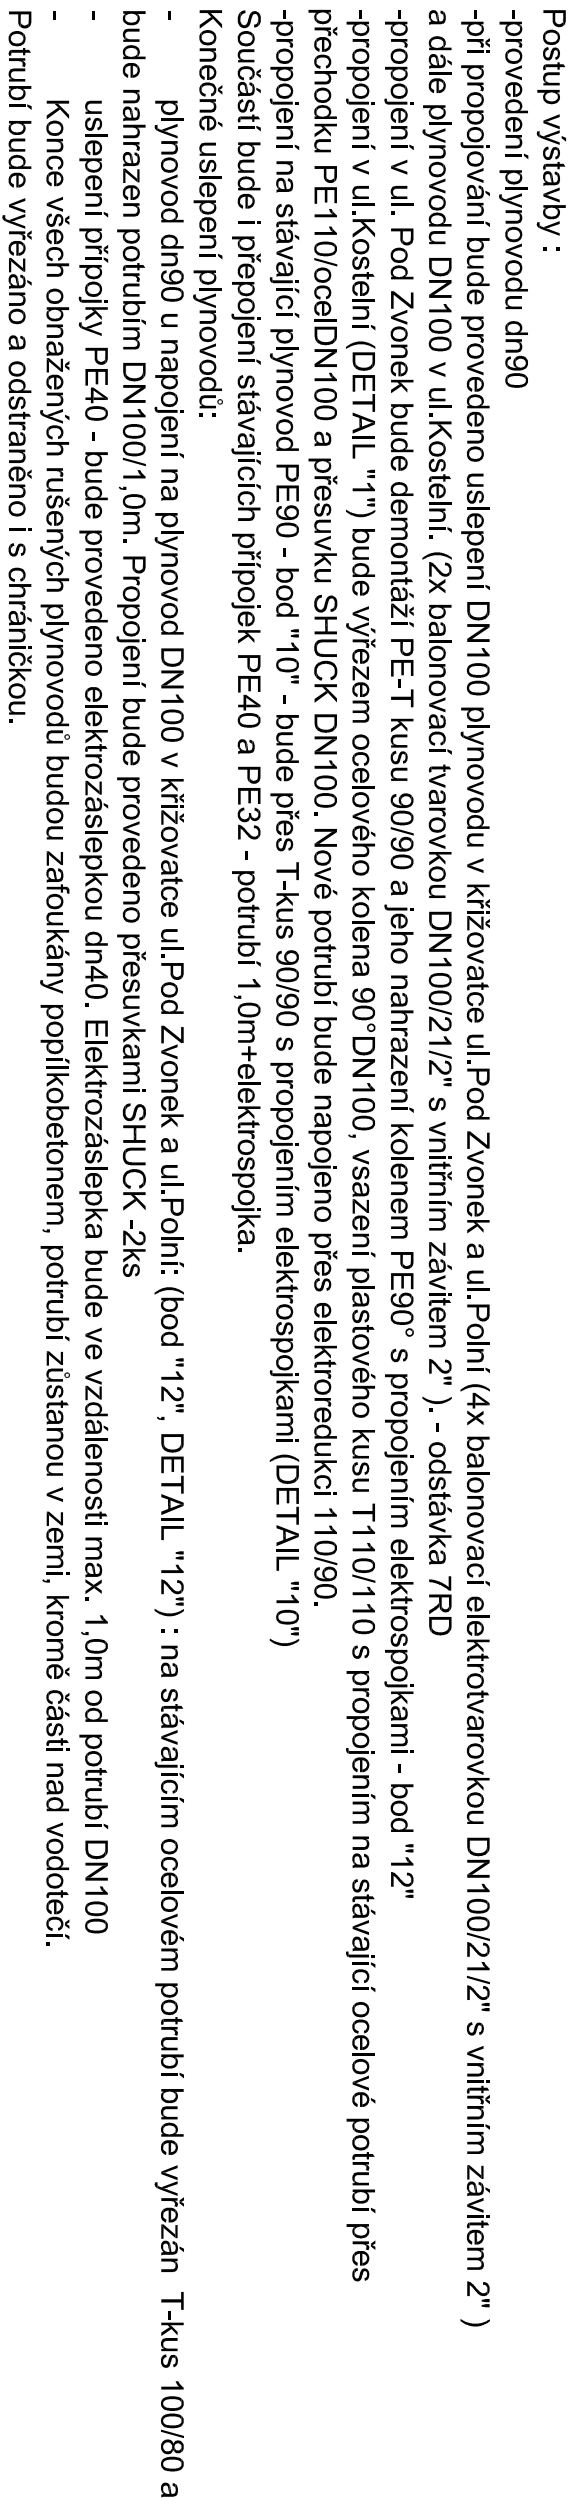 Postup výstavby :
-provedení plynovodu dn90
-při propojování bude provedeno uslepení DN100 plynovodu v křižovatce ul.Pod Zvonek a ul.Polní (4x balonovací elektrotvarovkou DN100/21/2" s vnitřním závitem 2" )
a dále plynovodu DN100 v ul.Kostelní. (2x balonovací tvarovkou DN100/21/2" s vnitřním závitem 2" ). - odstávka 7RD
-propojení v ul. Pod Zvonek bude demontáží PE-T kusu 90/90 a jeho nahrazení kolenem PE90° s propojením elektrospojkami - bod "12"
-propojení v ul.Kostelní (DETAIL "1") bude výřezem ocelového kolena 90°DN100, vsazení plastového kusu T110/110 s propojením na stávající ocelové potrubí přes
přechodku PE110/ocelDN100 a přesuvku SHUCK DN100. Nové potrubí bude napojeno přes elektroredukci 110/90.
-propojení na stávající plynovod PE90 - bod "10" - bude přes T-kus 90/90 s propojením elektrospojkami (DETAIL "10")
Součástí bude i přepojení stávajících přípojek PE40 a PE32 - potrubí 1,0m+elektrospojka.
Konečné uslepení plynovodů:
- plynovod dn90 u napojení na plynovod DN100 v křižovatce ul.Pod Zvonek a ul.Polní: (bod "12", DETAIL "12") : na stávajícím ocelovém potrubí bude vyřezán T-kus 100/80 a
bude nahrazen potrubím DN100/1,0m. Propojení bude provedeno přesuvkami SHUCK -2ks
- uslepení přípojky PE40 - bude provedeno elektrozáslepkou dn40. Elektrozáslepka bude ve vzdálenosti max. 1,0m od potrubí DN100
- Konce všech obnažených rušených plynovodů budou zafoukány popílkobetonem, potrubí zůstanou v zemi, kromě části nad vodotečí.
Potrubí bude vyřezáno a odstraněno i s chráničkou.